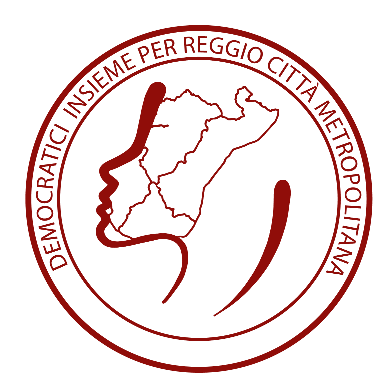 DEMOCRATICI INSIEME PER REGGIO CITTÀ METROPOLITANA